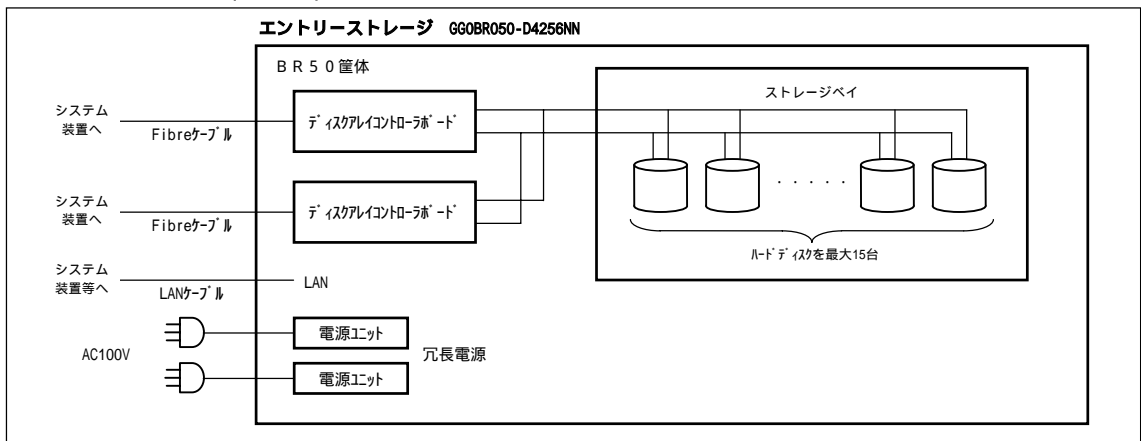 エントリーストレージ GG0BR050-D4256NN
BR50筐体
ストレージベイ
システム
装置へ
Fibreケーブル
ディスクアレイコントローラボード
システム
装置へ
Fibreケーブル
ディスクアレイコントローラボード
・・・・・
ハードディスクを最大15台
システム
装置等へ
LANケーブル
LAN
AC100V
電源ユニット
冗長電源
電源ユニット